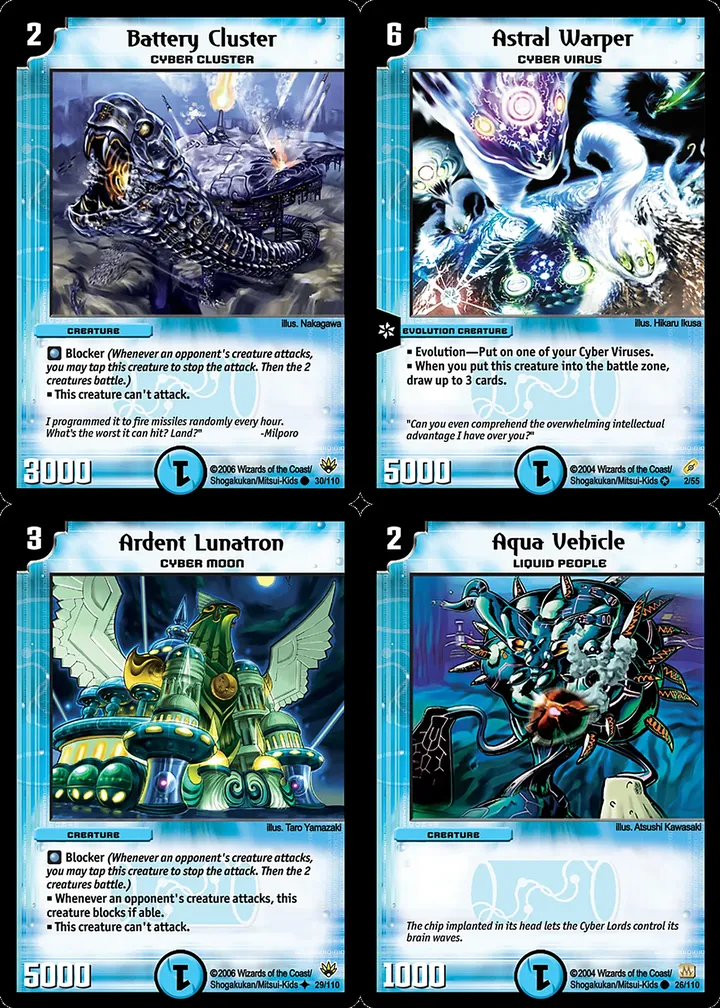 2
Battery Cluster
CYBER CLUSTER
illus. Nakagawa
CREATURE
Blocker (Whenever an opponent's creature attacks,
you may tap this creature to stop the attack. Then the 2
creatures battle.)
▪ This creature can't attack.
I programmed it to fire missiles randomly every hour.
What's the worst it can hit? Land?" -Milporo
3000
1
©2006 Wizards of the Coast/
Shogakukan/Mitsui-Kids ● 30/110
6
Astral Warper
CYBER VIRUS
illus. Hikaru Ikusa
EVOLUTION CREATURE
▪ Evolution—Put on one of your Cyber Viruses.
▪ When you put this creature into the battle zone,
draw up to 3 cards.
"Can you even comprehend the overwhelming intellectual
advantage I have over you?"
5000
1
©2004 Wizards of the Coast/
Shogakukan/Mitsui-Kids 2/55
3
Ardent Lunatron
CYBER MOON
illus. Taro Yamazaki
CREATURE
Blocker (Whenever an opponent's creature attacks,
you may tap this creature to stop the attack. Then the 2
creatures battle.)
▪ Whenever an opponent's creature attacks, this
creature blocks if able.
▪ This creature can't attack.
5000
1
©2006 Wizards of the Coast/
Shogakukan/Mitsui-Kids ✦ 29/110
2
Aqua Vehicle
LIQUID PEOPLE
illus. Atsushi Kawasaki
CREATURE
The chip implanted in its head lets the Cyber Lords control its
brain waves.
1000
1
©2004 Wizards of the Coast/
Shogakukan/Mitsui-Kids ● 26/110